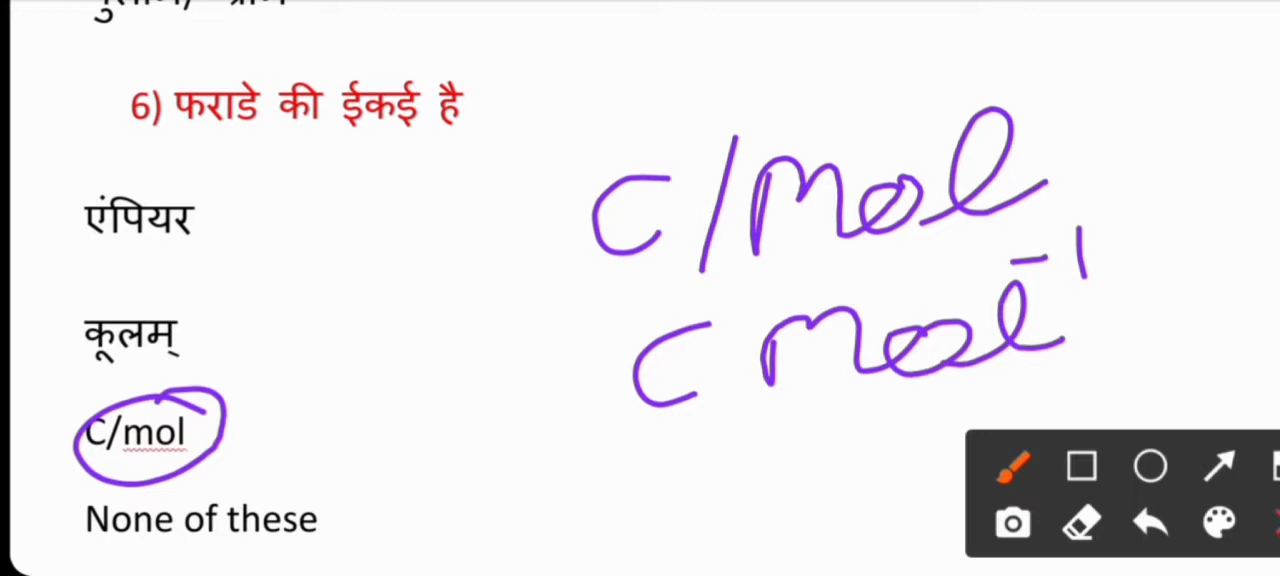 6) फराडे की ईकई है
C/mol
एंपियर
कूलम्
C mol⁻¹
C/mol
None of these